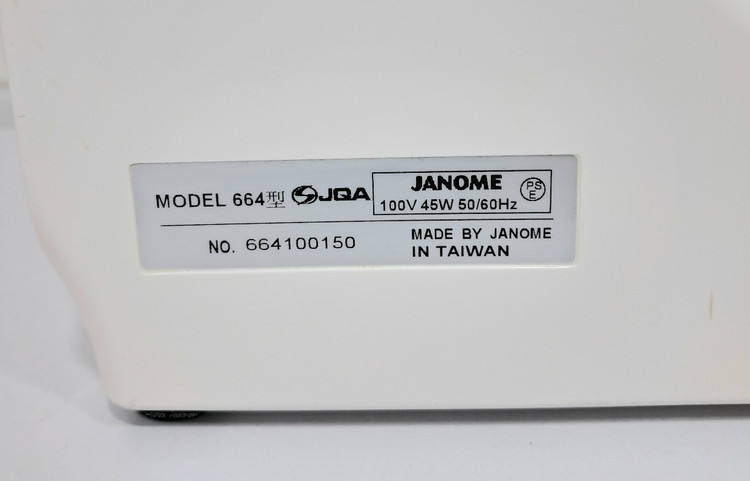 MODEL 664型 JQA
JANOME PSE
100V 45W 50/60Hz
NO. 664100150
MADE BY JANOME
IN TAIWAN